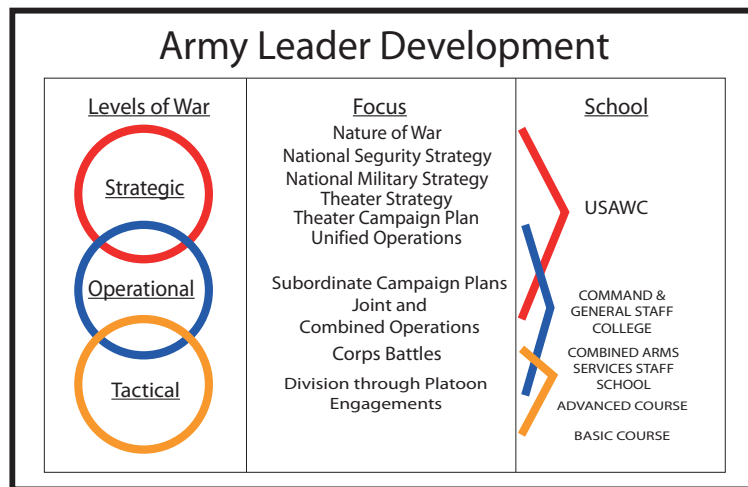 Army Leader Development
Levels of War
Strategic
Operational
Tactical
Focus
Nature of War
National Segurity Strategy
National Military Strategy
Theater Strategy
Theater Campaign Plan
Unified Operations
Subordinate Campaign Plans
Joint and
Combined Operations
Corps Battles
Division through Platoon
Engagements
School
USAWC
COMMAND &
GENERAL STAFF
COLLEGE
COMBINED ARMS
SERVICES STAFF
SCHOOL
ADVANCED COURSE
BASIC COURSE